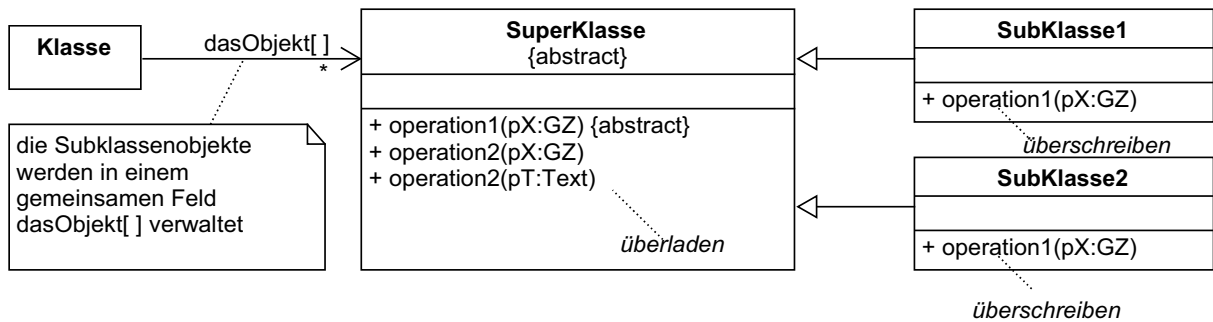 Klasse
dasObjekt[ ]
*
die Subklassenobjekte
werden in einem
gemeinsamen Feld
dasObjekt[ ] verwaltet
SuperKlasse
{abstract}
+ operation1(pX:GZ) {abstract}
+ operation2(pX:GZ)
+ operation2(pT:Text)
überladen
SubKlasse1
+ operation1(pX:GZ)
überschreiben
SubKlasse2
+ operation1(pX:GZ)
überschreiben